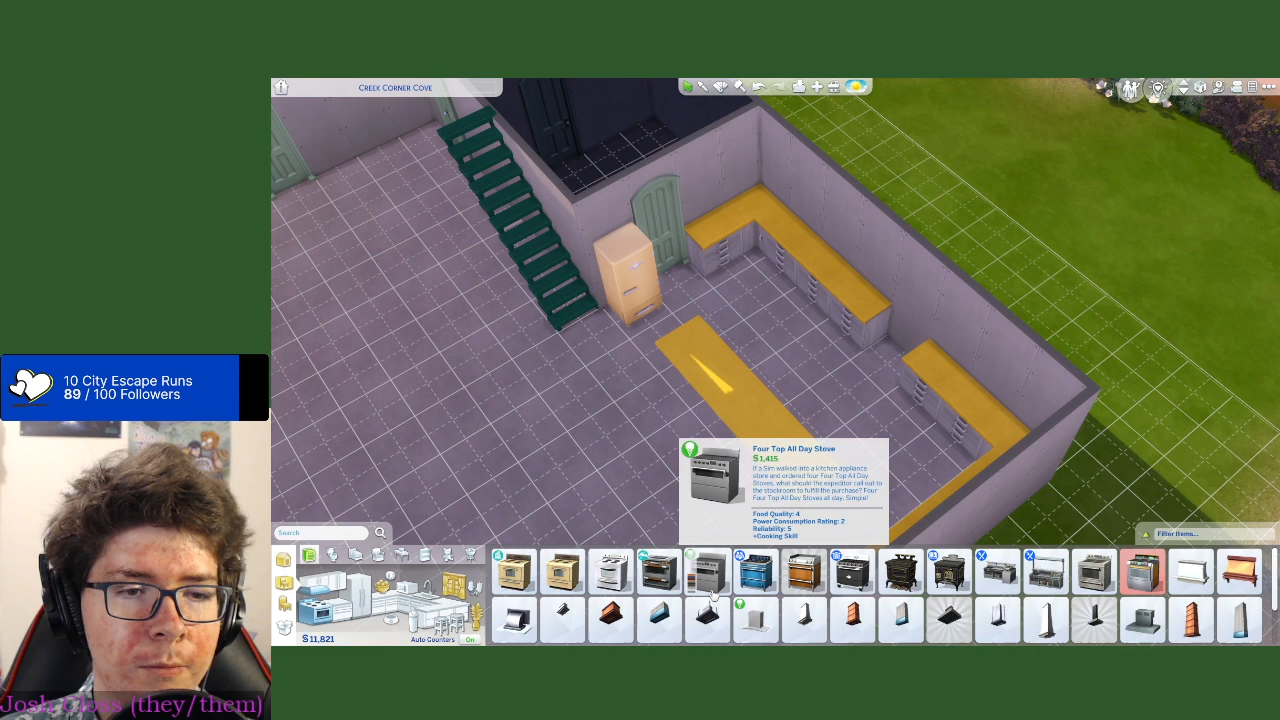 CREEK CORNER COVE
10 City Escape Runs
89 / 100 Followers
Four Top All Day Stove
§1,415
If a Sim walked into a kitchen appliance
store and ordered four Four Top All Day
Stoves, what should the expeditor call out to
the stockroom to fulfill the purchase? Four
Four Top All Day Stoves all day. Simple!
Food Quality: 4
Power Consumption Rating: 2
Reliability: 5
+Cooking Skill
Search
Filter Items...
§11,821
Auto Counters
On
Josh Closs (they/them)